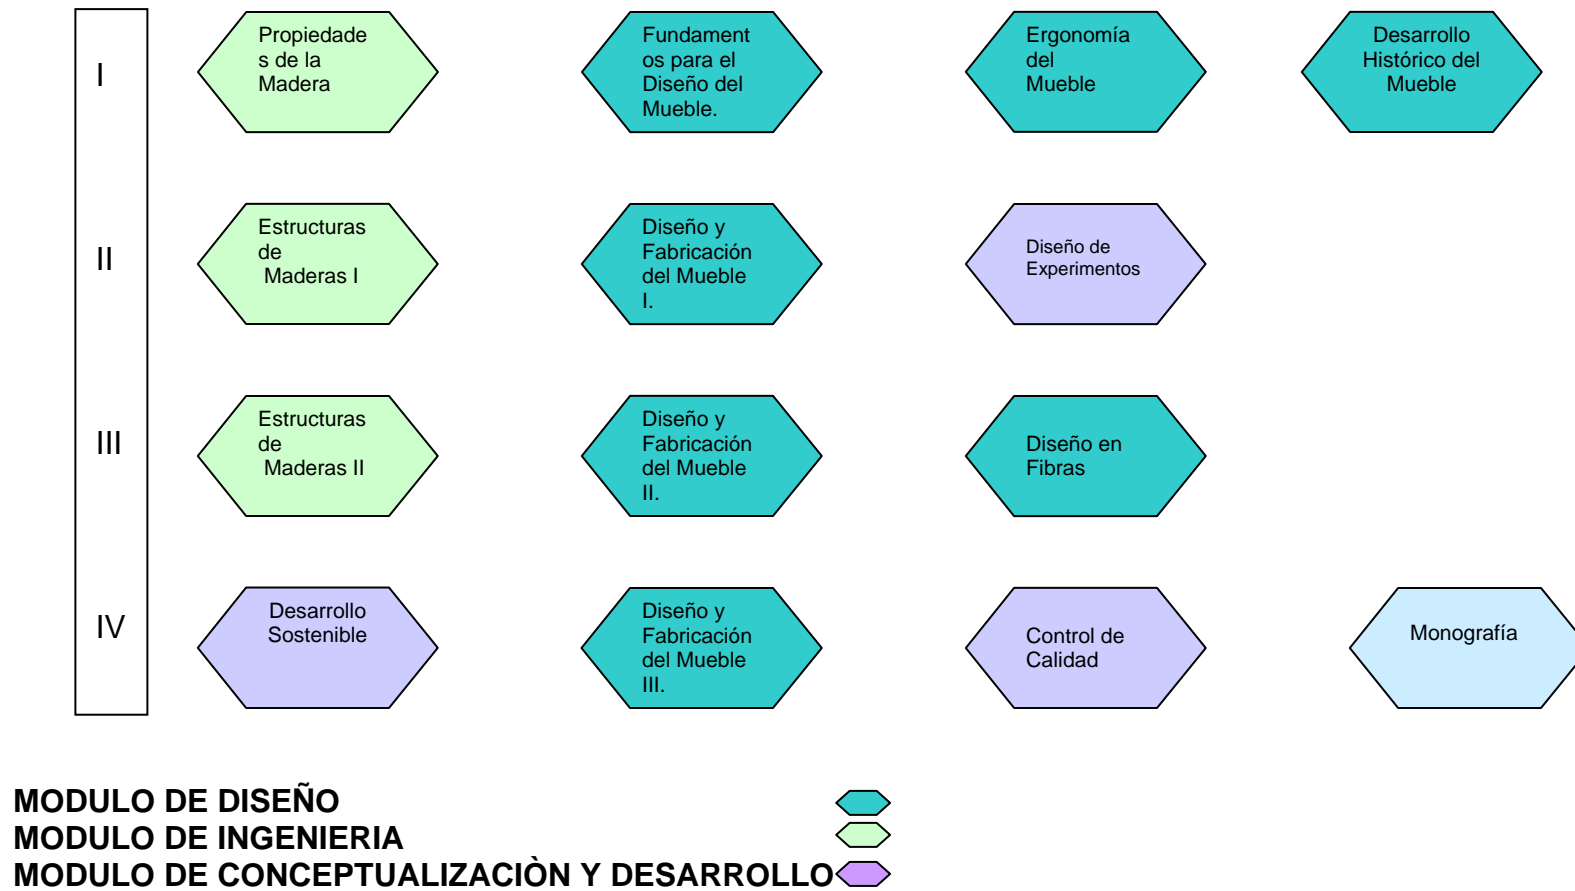 I
Propiedade
s de la
Madera
Fundament
os para el
Diseño del
Mueble.
Ergonomía
del
Mueble
Desarrollo
Histórico del
Mueble
II
Estructuras
de
Maderas I
Diseño y
Fabricación
del Mueble
I.
Diseño de
Experimentos
III
Estructuras
de
Maderas II
Diseño y
Fabricación
del Mueble
II.
Diseño en
Fibras
IV
Desarrollo
Sostenible
Diseño y
Fabricación
del Mueble
III.
Control de
Calidad
Monografía
MODULO DE DISEÑO
MODULO DE INGENIERIA
MODULO DE CONCEPTUALIZACIÒN Y DESARROLLO